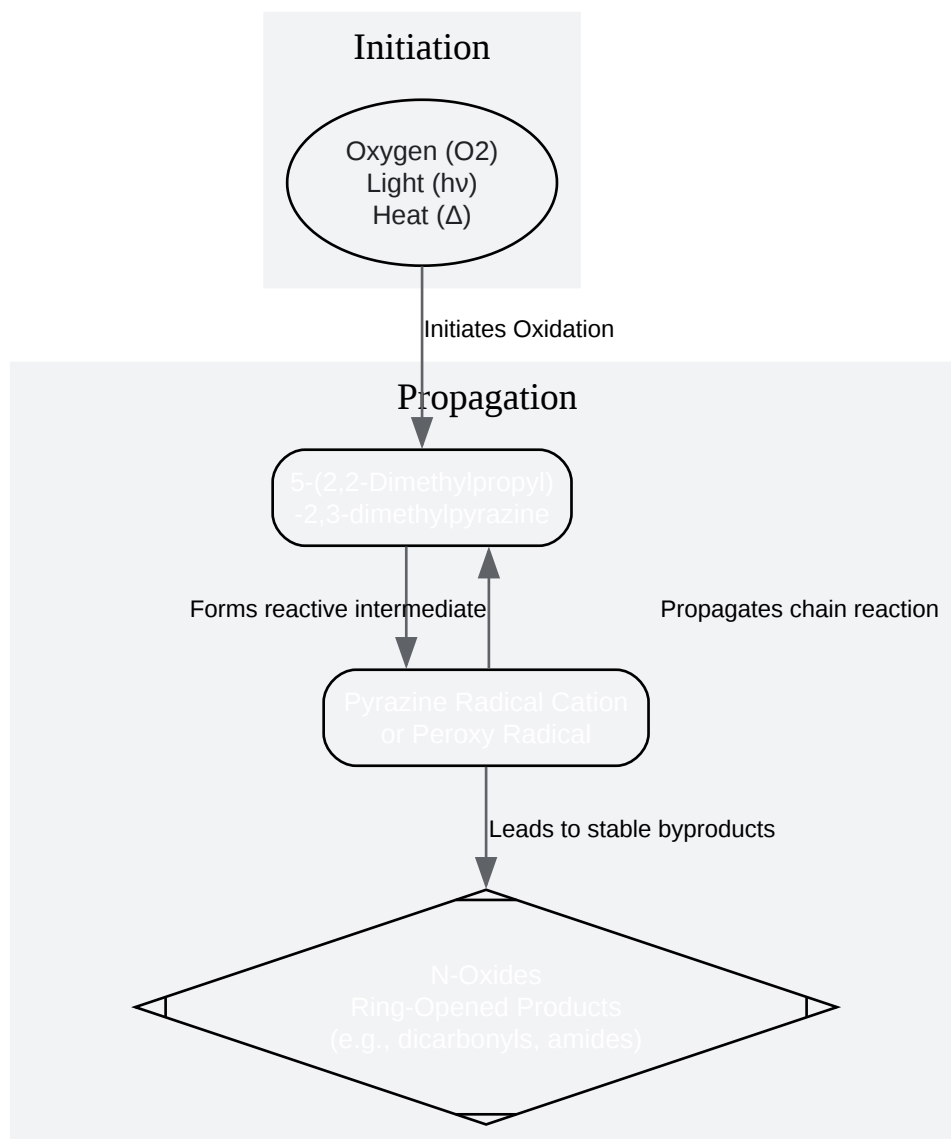 Initiation
Oxygen (O2)
Light (hν)
Heat (Δ)
Initiates Oxidation
Propagation
5-(2,2-Dimethylpropyl)
-2,3-dimethylpyrazine
Forms reactive intermediate
Propagates chain reaction
Pyrazine Radical Cation
or Peroxy Radical
Leads to stable byproducts
N-Oxides
Ring-Opened Products
(e.g., dicarbonyls, amides)